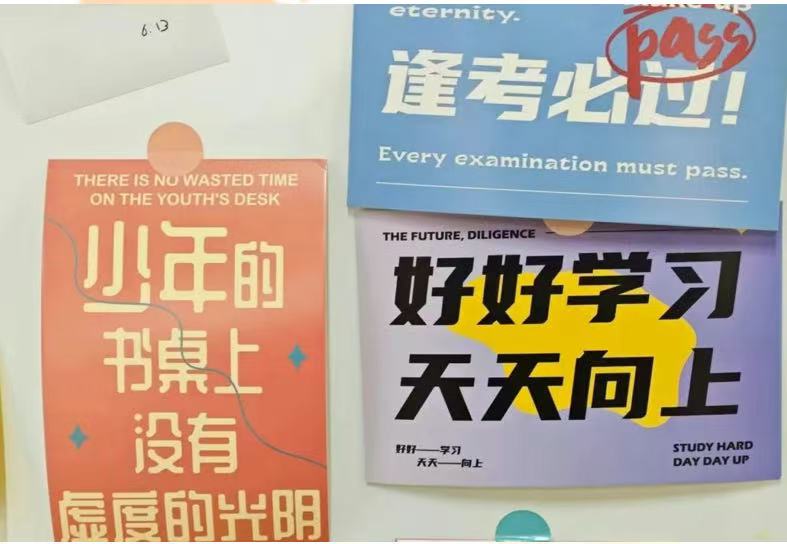 6.13
THERE IS NO WASTED TIME
ON THE YOUTH'S DESK
少年的
书桌上
没有
虚度的光阴
eternity.
pass
逢考必过!
Every examination must pass.
THE FUTURE, DILIGENCE
好好学习
天天向上
好好——学习
天天——向上
STUDY HARD
DAY DAY UP